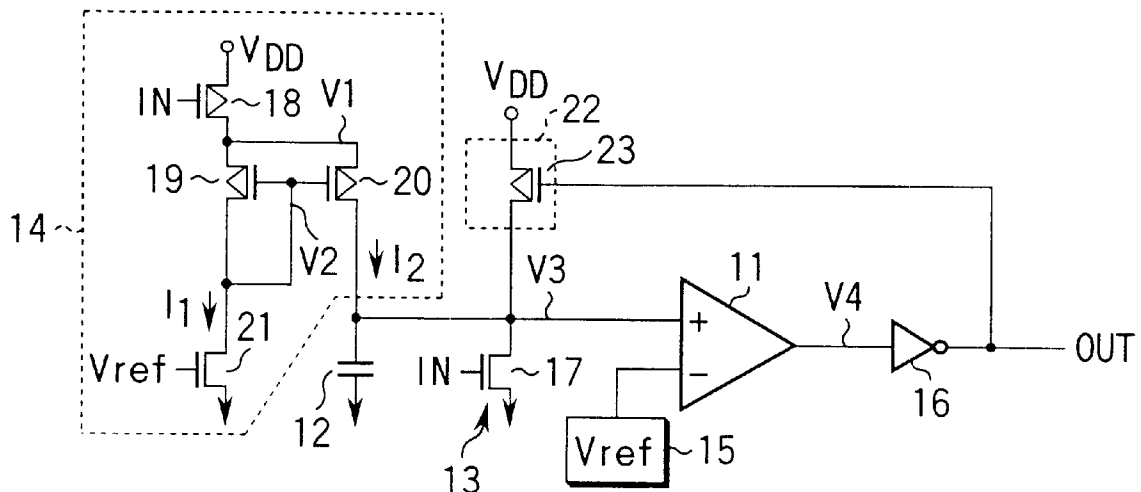 VDD
IN
18
V1
VDD
22
23
19
20
14
V2
I2
V3
11
V4
I1
21
Vref
12
IN
17
+
−
16
OUT
13
Vref
15